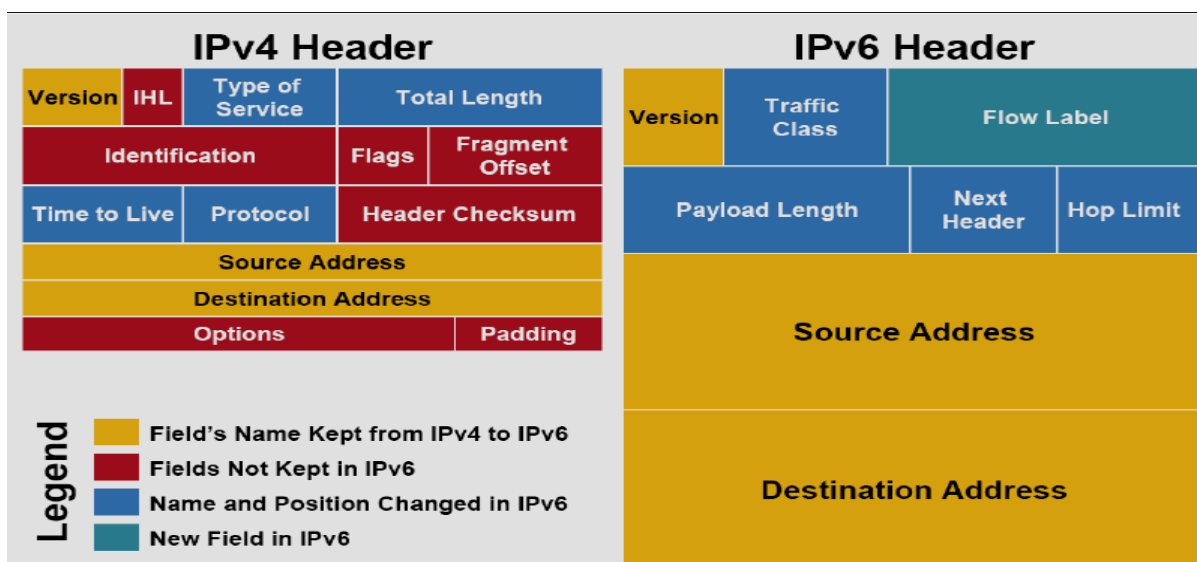 IPv4 Header
Version IHL Type of Service Total Length
Identification Flags Fragment Offset
Time to Live Protocol Header Checksum
Source Address
Destination Address
Options Padding
Legend
Field's Name Kept from IPv4 to IPv6
Fields Not Kept in IPv6
Name and Position Changed in IPv6
New Field in IPv6
IPv6 Header
Version Traffic Class Flow Label
Payload Length Next Header Hop Limit
Source Address
Destination Address